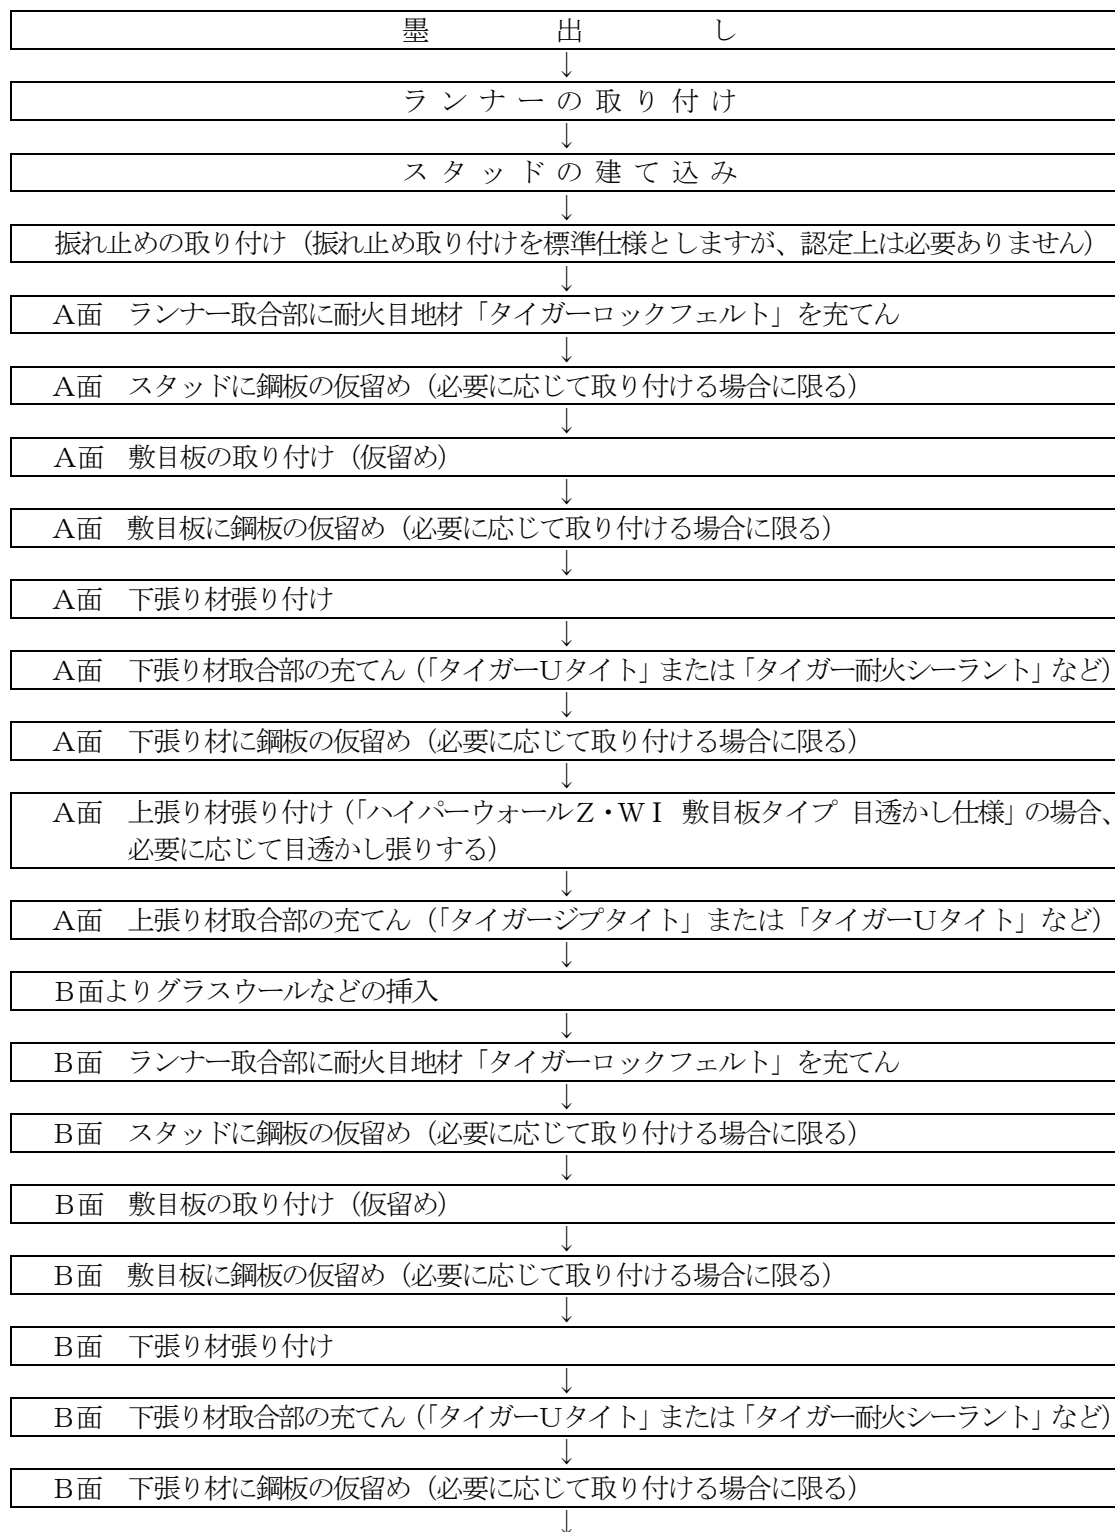 墨出し
↓
ランナーの取り付け
↓
スタッドの建て込み
↓
振れ止めの取り付け（振れ止め取り付けを標準仕様としますが、認定上は必要ありません）
↓
Ａ面　ランナー取合部に耐火目地材「タイガーロックフェルト」を充てん
↓
Ａ面　スタッドに鋼板の仮留め（必要に応じて取り付ける場合に限る）
↓
Ａ面　敷目板の取り付け（仮留め）
↓
Ａ面　敷目板に鋼板の仮留め（必要に応じて取り付ける場合に限る）
↓
Ａ面　下張り材張り付け
↓
Ａ面　下張り材取合部の充てん（「タイガーＵタイト」または「タイガー耐火シーラント」など）
↓
Ａ面　下張り材に鋼板の仮留め（必要に応じて取り付ける場合に限る）
↓
Ａ面　上張り材張り付け（「ハイパーウォールＺ・ＷＩ 敷目板タイプ 目透かし仕様」の場合、
必要に応じて目透かし張りする）
↓
Ａ面　上張り材取合部の充てん（「タイガージプタイト」または「タイガーＵタイト」など）
↓
Ｂ面よりグラスウールなどの挿入
↓
Ｂ面　ランナー取合部に耐火目地材「タイガーロックフェルト」を充てん
↓
Ｂ面　スタッドに鋼板の仮留め（必要に応じて取り付ける場合に限る）
↓
Ｂ面　敷目板の取り付け（仮留め）
↓
Ｂ面　敷目板に鋼板の仮留め（必要に応じて取り付ける場合に限る）
↓
Ｂ面　下張り材張り付け
↓
Ｂ面　下張り材取合部の充てん（「タイガーＵタイト」または「タイガー耐火シーラント」など）
↓
Ｂ面　下張り材に鋼板の仮留め（必要に応じて取り付ける場合に限る）
↓